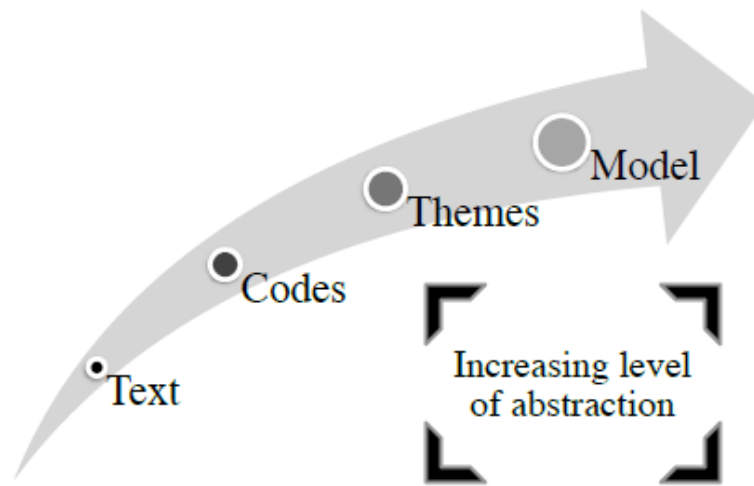 Model
Themes
Codes
Text
Increasing level
of abstraction